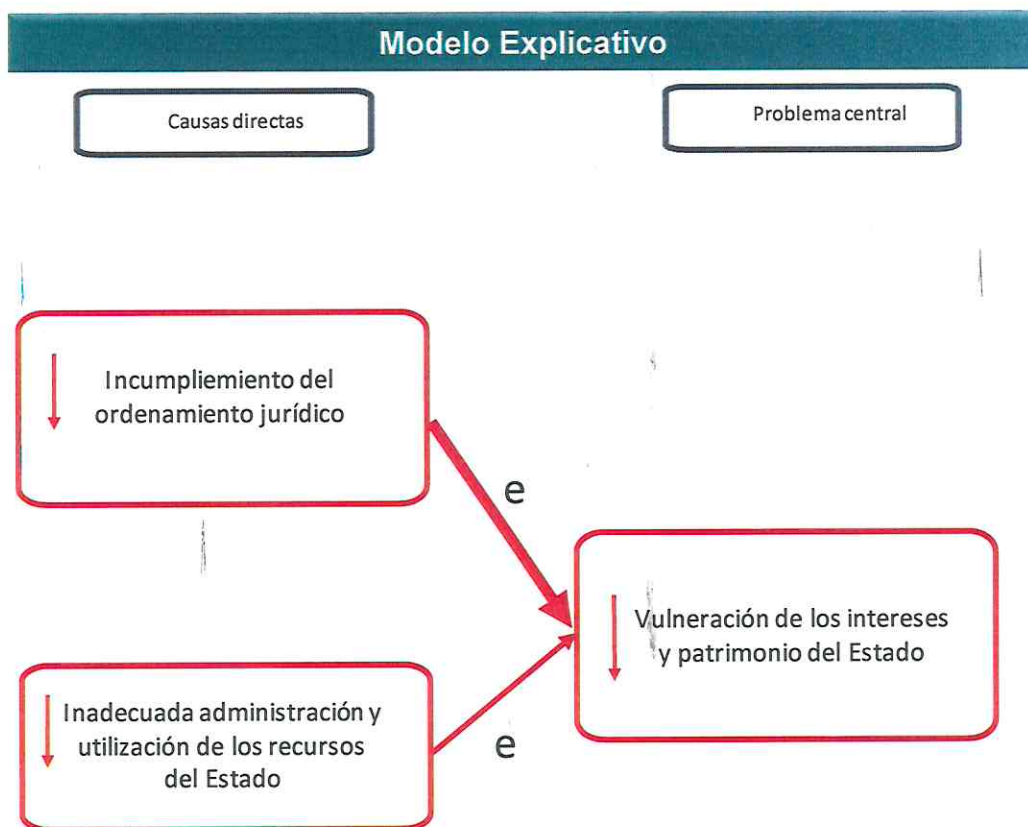 Modelo Explicativo
Causas directas
Problema central
Incumpliemiento del
ordenamiento jurídico
e
Vulneración de los intereses
y patrimonio del Estado
Inadecuada administración y
utilización de los recursos
del Estado
e